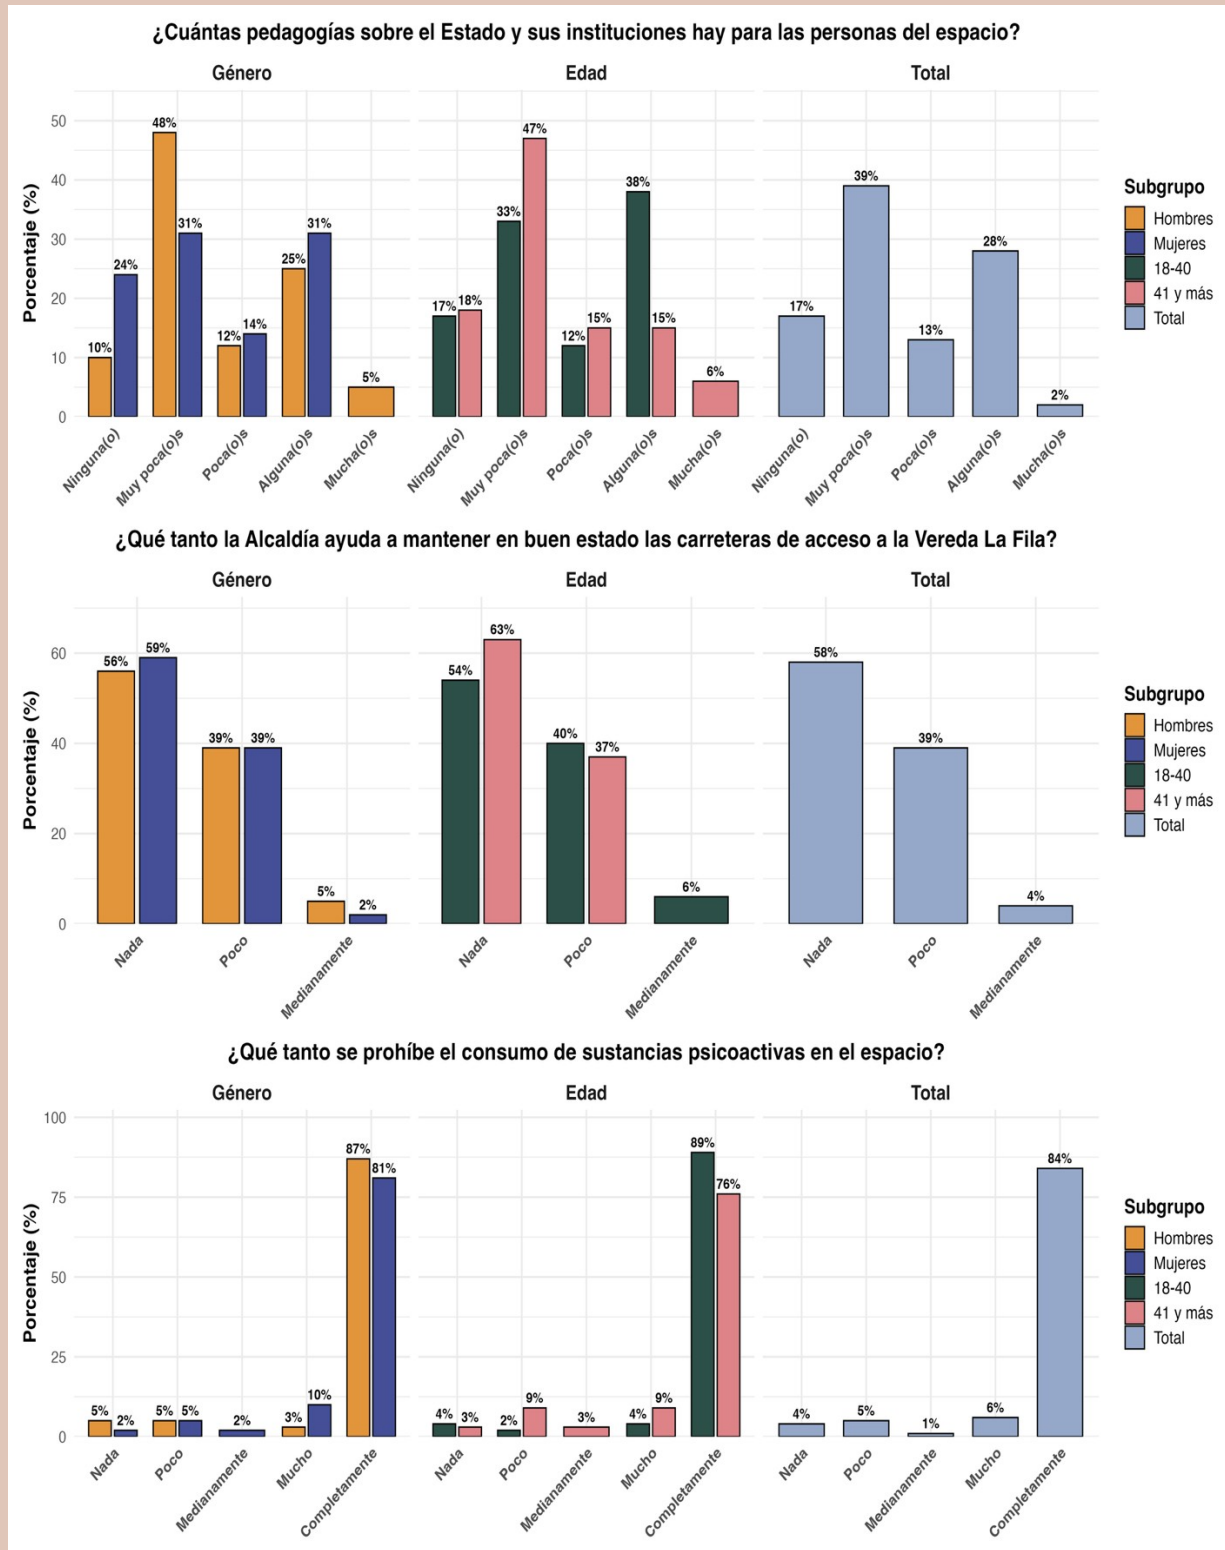 ¿Cuántas pedagogías sobre el Estado y sus instituciones hay para las personas del espacio?
Género
Edad
Total
Porcentaje (%)
50
40
30
20
10
0
10%
24%
48%
31%
12%
14%
25%
31%
5%
17%
18%
33%
47%
12%
15%
38%
15%
6%
17%
39%
13%
28%
2%
Ninguna(o)
Muy poca(o)s
Poca(o)s
Alguna(o)s
Mucha(o)s
Ninguna(o)
Muy poca(o)s
Poca(o)s
Alguna(o)s
Mucha(o)s
Ninguna(o)
Muy poca(o)s
Poca(o)s
Alguna(o)s
Mucha(o)s
Subgrupo
Hombres
Mujeres
18-40
41 y más
Total
¿Qué tanto la Alcaldía ayuda a mantener en buen estado las carreteras de acceso a la Vereda La Fila?
Género
Edad
Total
Porcentaje (%)
60
40
20
0
56%
59%
39%
39%
5%
2%
54%
63%
40%
37%
6%
58%
39%
4%
Nada
Poco
Medianamente
Nada
Poco
Medianamente
Nada
Poco
Medianamente
Subgrupo
Hombres
Mujeres
18-40
41 y más
Total
¿Qué tanto se prohíbe el consumo de sustancias psicoactivas en el espacio?
Género
Edad
Total
Porcentaje (%)
100
75
50
25
0
5%
2%
5%
5%
2%
3%
10%
87%
81%
4%
3%
2%
9%
3%
4%
9%
89%
76%
4%
5%
1%
6%
84%
Nada
Poco
Medianamente
Mucho
Completamente
Nada
Poco
Medianamente
Mucho
Completamente
Nada
Poco
Medianamente
Mucho
Completamente
Subgrupo
Hombres
Mujeres
18-40
41 y más
Total